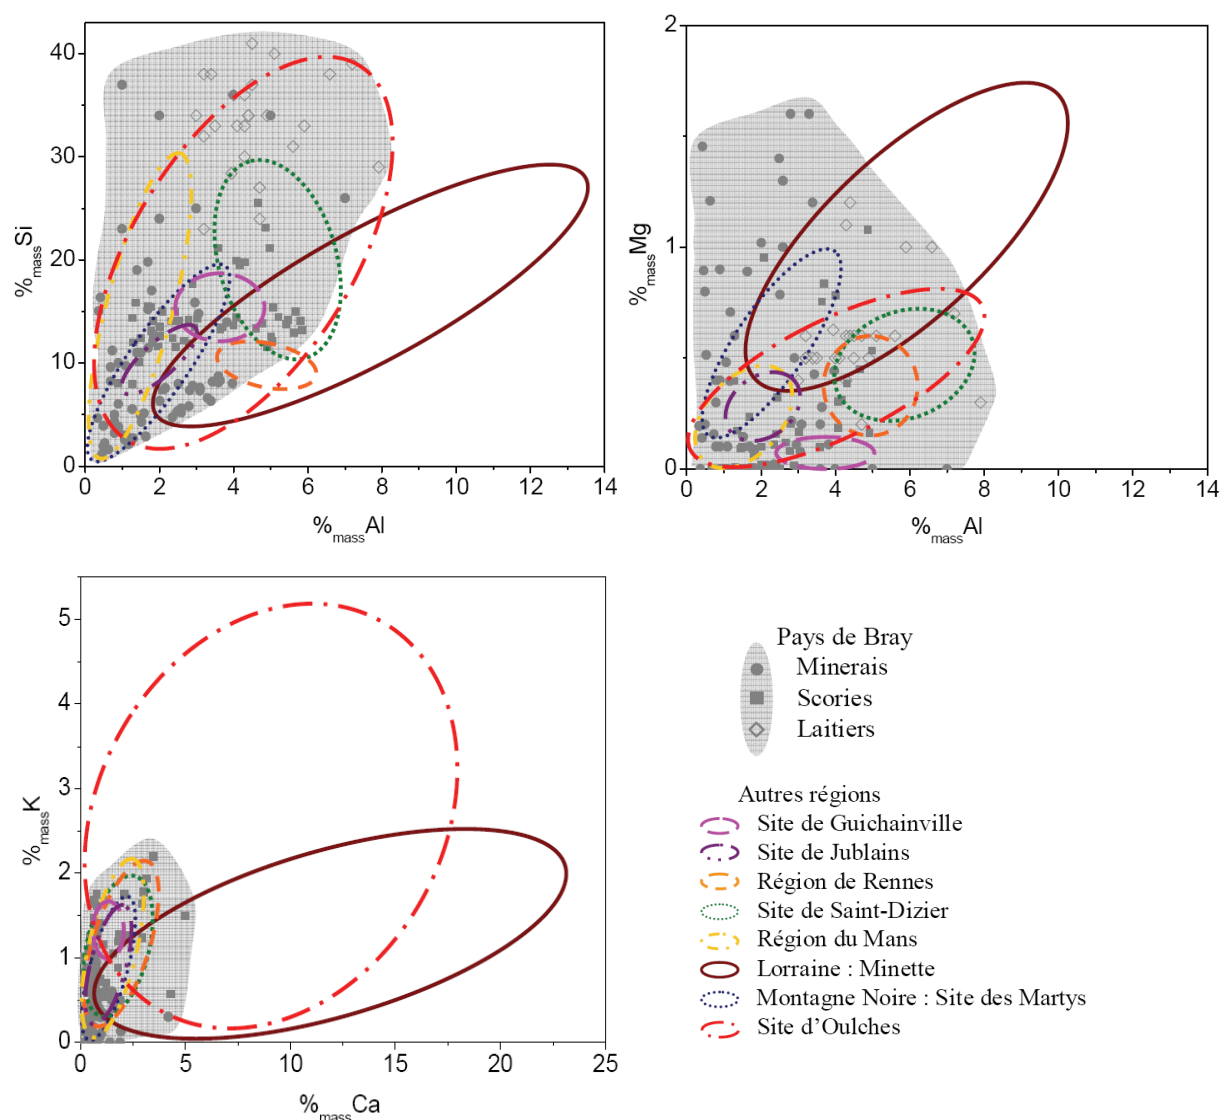 40
30
20
10
0
%massSi
0 2 4 6 8 10 12 14
%massAl
2
1
0
%massMg
0 2 4 6 8 10 12 14
%massAl
5
4
3
2
1
0
%massK
0 5 10 15 20 25
%massCa
Pays de Bray
Minerais
Scories
Laitiers
Autres régions
Site de Guichainville
Site de Jublains
Région de Rennes
Site de Saint-Dizier
Région du Mans
Lorraine : Minette
Montagne Noire : Site des Martys
Site d'Oulches